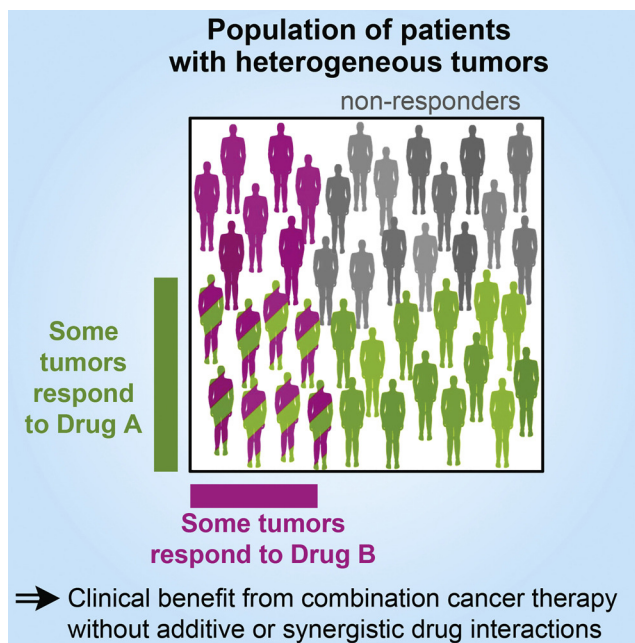 Population of patients
with heterogeneous tumors
non-responders
Some
tumors
respond
to Drug A
Some tumors
respond to Drug B
⇒ Clinical benefit from combination cancer therapy
without additive or synergistic drug interactions